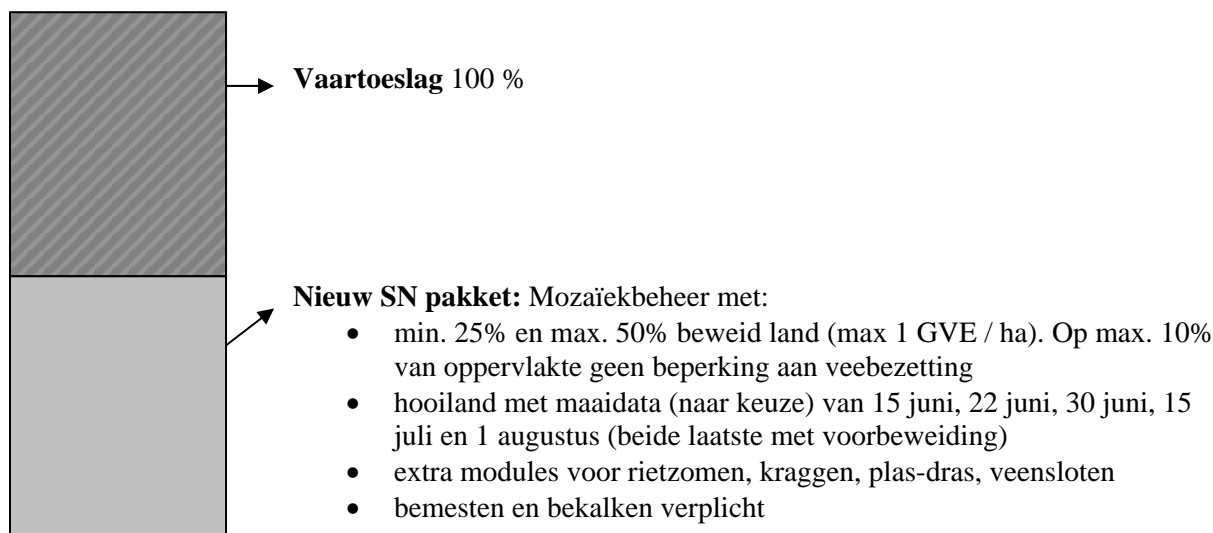 Vaartoeslag 100 %
Nieuw SN pakket: Mozaïekbeheer met:
• min. 25% en max. 50% beweid land (max 1 GVE / ha). Op max. 10%
van oppervlakte geen beperking aan veebezetting
• hooiland met maaidata (naar keuze) van 15 juni, 22 juni, 30 juni, 15
juli en 1 augustus (beide laatste met voorbeweiding)
• extra modules voor rietzomen, kraggen, plas-dras, veensloten
• bemesten en bekalken verplicht